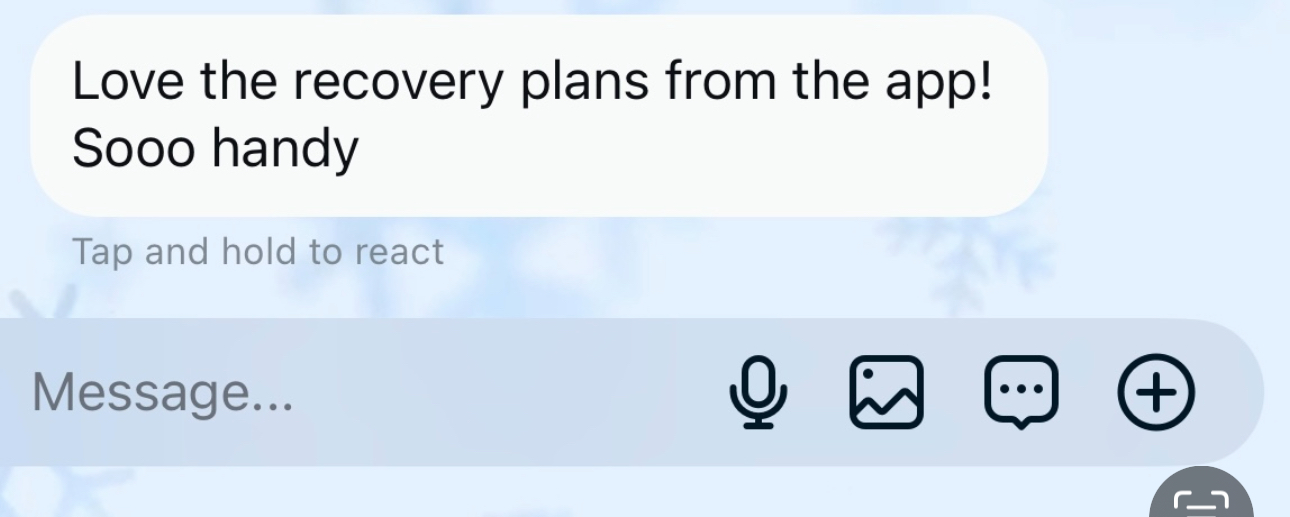 Love the recovery plans from the app!
Sooo handy
Tap and hold to react
Message...